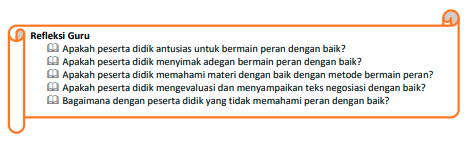 Refleksi Guru
Apakah peserta didik antusias untuk bermain peran dengan baik?
Apakah peserta didik menyimak adegan bermain peran dengan baik?
Apakah peserta didik memahami materi dengan baik dengan metode bermain peran?
Apakah peserta didik mengevaluasi dan menyampaikan teks negosiasi dengan baik?
Bagaimana dengan peserta didik yang tidak memahami peran dengan baik?